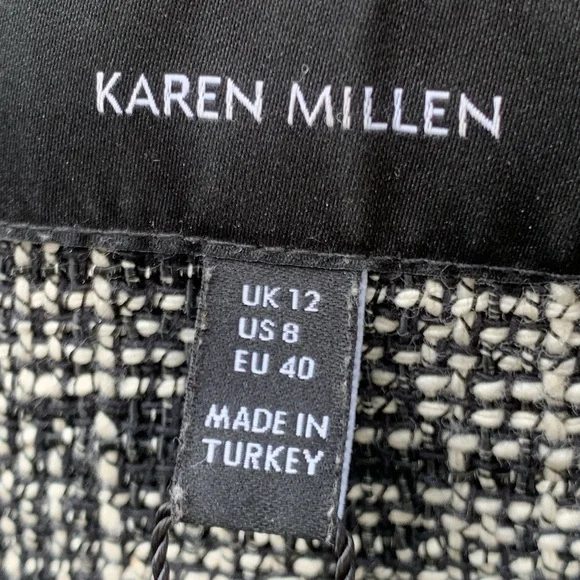 KAREN MILLEN
UK 12
US 8
EU 40
MADE IN
TURKEY